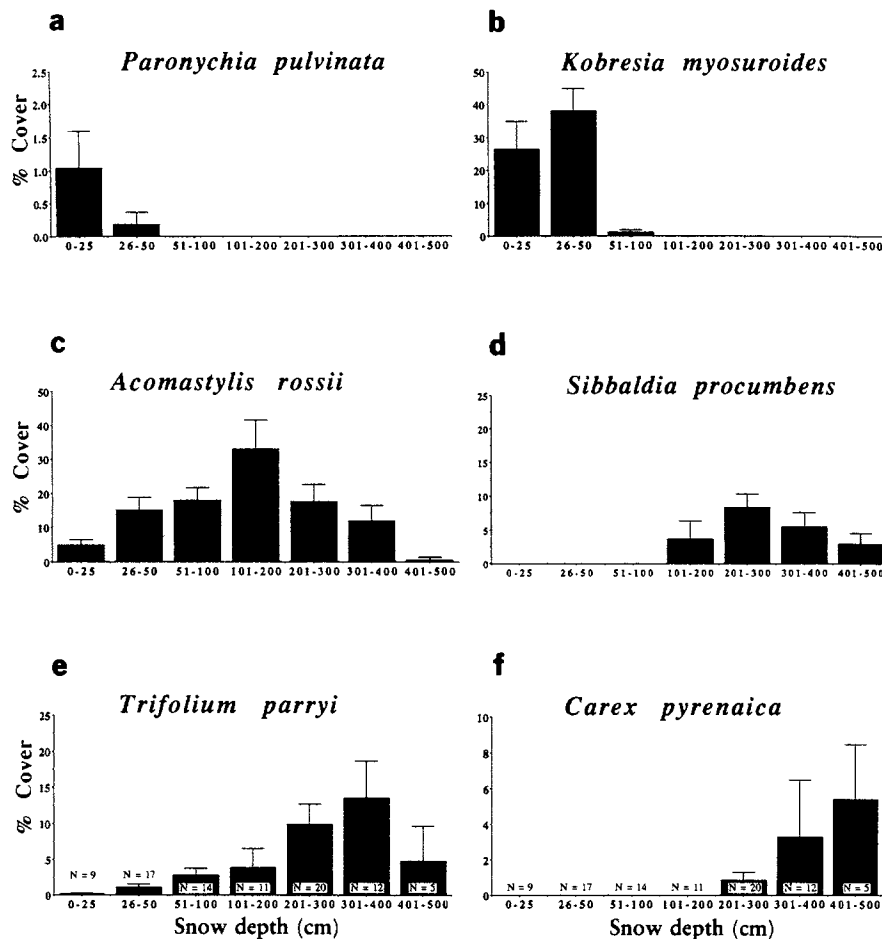 a
Paronychia pulvinata
% Cover
2.5
2.0
1.5
1.0
0.5
0.0
0-25 26-50 51-100 101-200 201-300 301-400 401-500
b
Kobresia myosuroides
50
40
30
20
10
0
0-25 26-50 51-100 101-200 201-300 301-400 401-500
c
Acomastylis rossii
% Cover
50
40
30
20
10
0
0-25 26-50 51-100 101-200 201-300 301-400 401-500
d
Sibbaldia procumbens
25
20
15
10
5
0
0-25 26-50 51-100 101-200 201-300 301-400 401-500
e
Trifolium parryi
% Cover
25
20
15
10
5
0
N = 9 N = 17 N = 14 N = 11 N = 20 N = 12 N = 5
0-25 26-50 51-100 101-200 201-300 301-400 401-500
Snow depth (cm)
f
Carex pyrenaica
10
8
6
4
2
0
N = 9 N = 17 N = 14 N = 11 N = 20 N = 12 N = 5
0-25 26-50 51-100 101-200 201-300 301-400 401-500
Snow depth (cm)